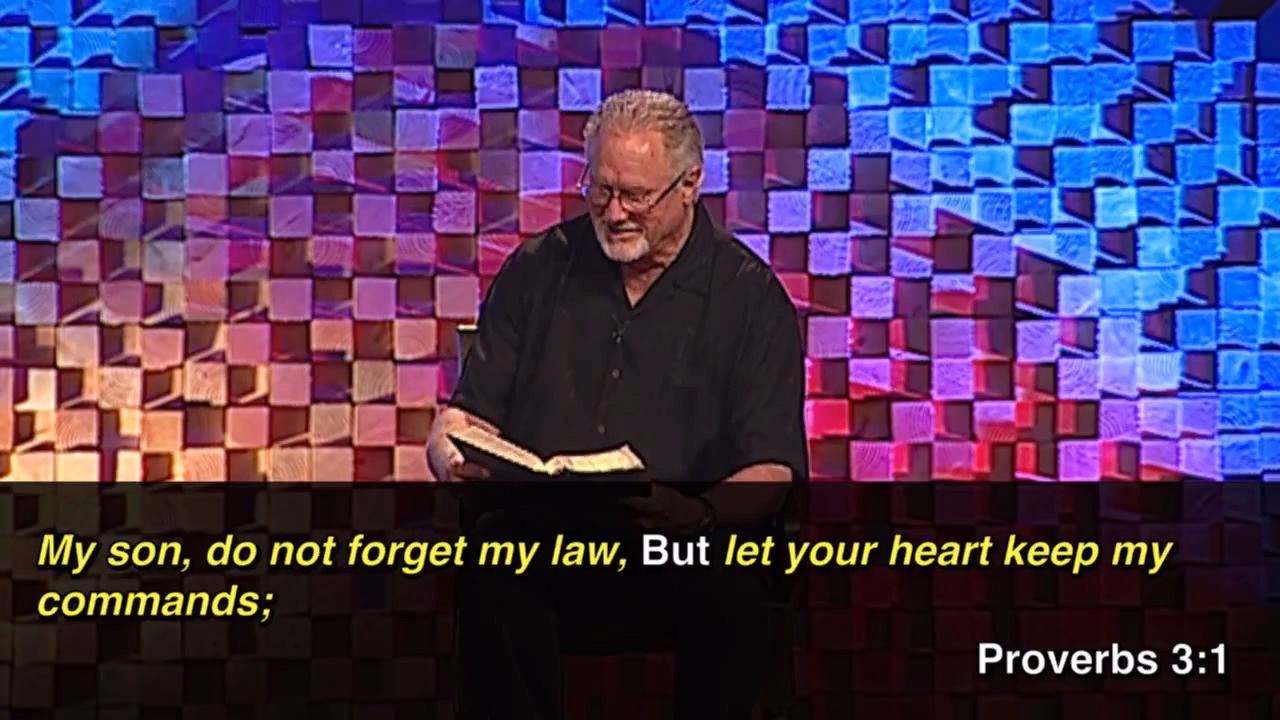 My son, do not forget my law, But let your heart keep my
commands;
Proverbs 3:1